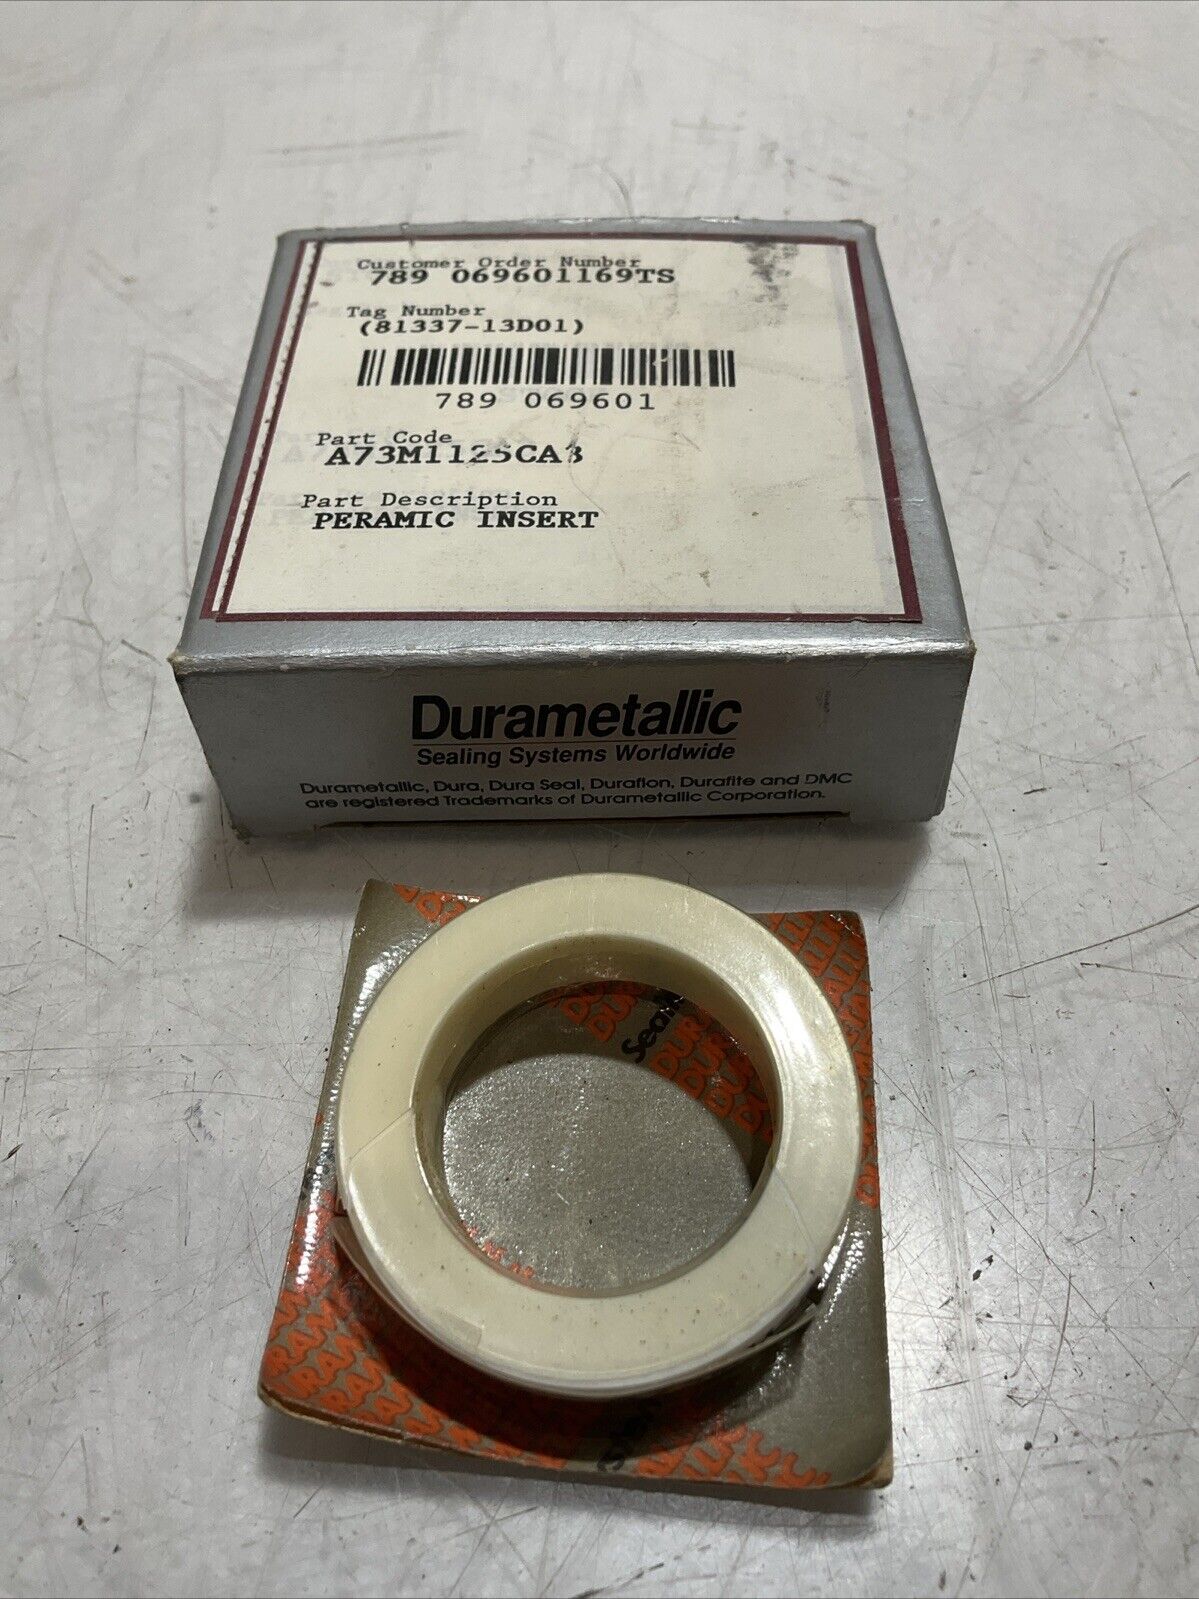 Customer Order Number
789 069601169TS
Tag Number
(81337-13D01)
789 069601
Part Code
A73M1125CA3
Part Description
PERAMIC INSERT
Durametallic
Sealing Systems Worldwide
Durametallic, Dura, Dura Seal, Duraflon, Durafite and DMC
are registered Trademarks of Durametallic Corporation.